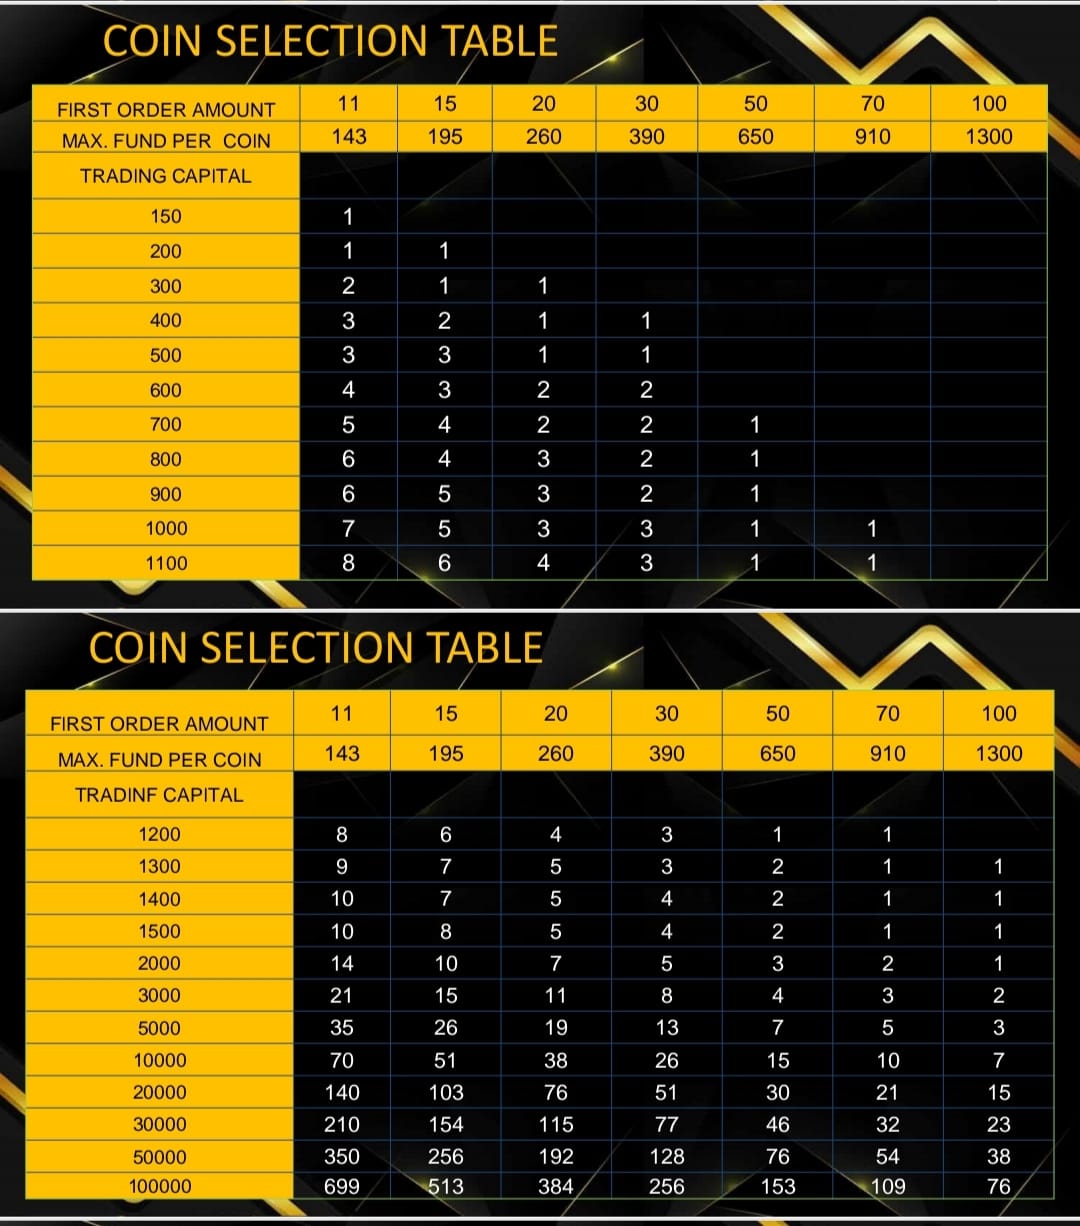 COIN SELECTION TABLE
FIRST ORDER AMOUNT 11 15 20 30 50 70 100
MAX. FUND PER COIN 143 195 260 390 650 910 1300
TRADING CAPITAL
150 1
200 1 1
300 2 1 1
400 3 2 1 1
500 3 3 1 1
600 4 3 2 2
700 5 4 2 2 1
800 6 4 3 2 1
900 6 5 3 2 1
1000 7 5 3 3 1 1
1100 8 6 4 3 1 1
COIN SELECTION TABLE
FIRST ORDER AMOUNT 11 15 20 30 50 70 100
MAX. FUND PER COIN 143 195 260 390 650 910 1300
TRADINF CAPITAL
1200 8 6 4 3 1 1
1300 9 7 5 3 2 1 1
1400 10 7 5 4 2 1 1
1500 10 8 5 4 2 1 1
2000 14 10 7 5 3 2 1
3000 21 15 11 8 4 3 2
5000 35 26 19 13 7 5 3
10000 70 51 38 26 15 10 7
20000 140 103 76 51 30 21 15
30000 210 154 115 77 46 32 23
50000 350 256 192 128 76 54 38
100000 699 513 384 256 153 109 76